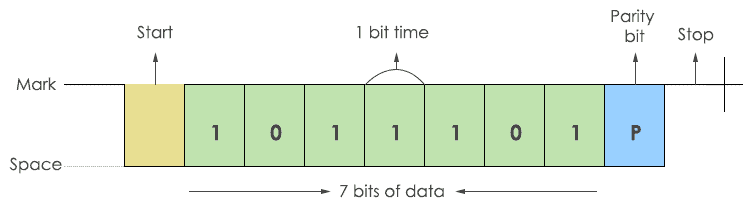 Start
1 bit time
Parity
bit
Stop
Mark
1 0 1 1 1 0 1 P
Space
7 bits of data